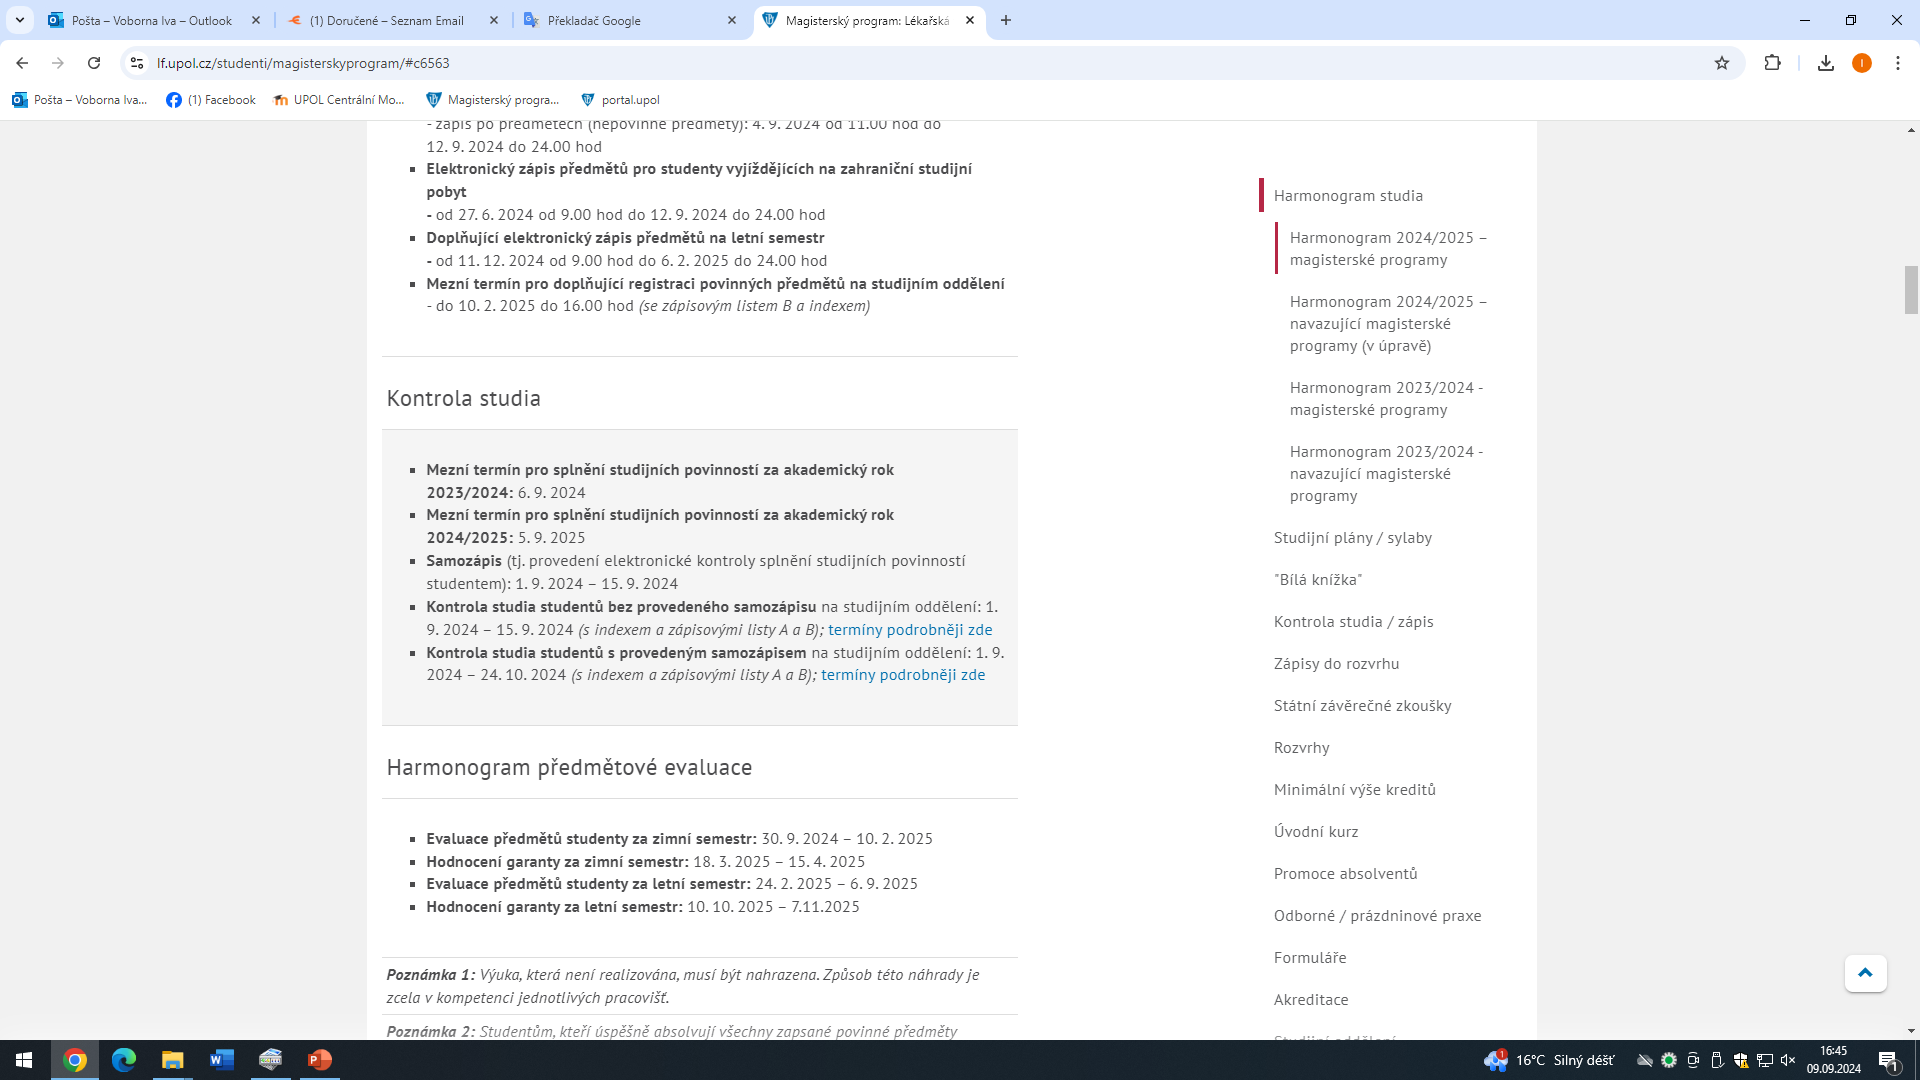 Pošta – Voborna Iva – Outlook
(1) Doručené – Seznam Email
Překladač Google
Magisterský program: Lékařská
lf.upol.cz/studenti/magisterskyprogram/#c6563
Pošta – Voborna Iva...
(1) Facebook
UPOL Centrální Mo...
Magisterský progra...
portal.upol
- zápis po předmětech (nepovinné předměty): 4. 9. 2024 od 11.00 hod do
12. 9. 2024 do 24.00 hod
Elektronický zápis předmětů pro studenty vyjíždějících na zahraniční studijní
pobyt
- od 27. 6. 2024 od 9.00 hod do 12. 9. 2024 do 24.00 hod
Doplňující elektronický zápis předmětů na letní semestr
- od 11. 12. 2024 od 9.00 hod do 6. 2. 2025 do 24.00 hod
Mezní termín pro doplňující registraci povinných předmětů na studijním oddělení
- do 10. 2. 2025 do 16.00 hod (se zápisovým listem B a indexem)
Kontrola studia
Mezní termín pro splnění studijních povinností za akademický rok
2023/2024: 6. 9. 2024
Mezní termín pro splnění studijních povinností za akademický rok
2024/2025: 5. 9. 2025
Samozápis (tj. provedení elektronické kontroly splnění studijních povinností
studentem): 1. 9. 2024 – 15. 9. 2024
Kontrola studia studentů bez provedeného samozápisu na studijním oddělení: 1.
9. 2024 – 15. 9. 2024 (s indexem a zápisovými listy A a B); termíny podrobněji zde
Kontrola studia studentů s provedeným samozápisem na studijním oddělení: 1. 9.
2024 – 24. 10. 2024 (s indexem a zápisovými listy A a B); termíny podrobněji zde
Harmonogram předmětové evaluace
Evaluace předmětů studenty za zimní semestr: 30. 9. 2024 – 10. 2. 2025
Hodnocení garanty za zimní semestr: 18. 3. 2025 – 15. 4. 2025
Evaluace předmětů studenty za letní semestr: 24. 2. 2025 – 6. 9. 2025
Hodnocení garanty za letní semestr: 10. 10. 2025 – 7.11.2025
Poznámka 1: Výuka, která není realizována, musí být nahrazena. Způsob této náhrady je
zcela v kompetenci jednotlivých pracovišť.
Poznámka 2: Studentům, kteří úspěšně absolvují všechny zapsané povinné předměty
Harmonogram studia
Harmonogram 2024/2025 –
magisterské programy
Harmonogram 2024/2025 –
navazující magisterské
programy (v úpravě)
Harmonogram 2023/2024 -
magisterské programy
Harmonogram 2023/2024 -
navazující magisterské
programy
Studijní plány / sylaby
"Bílá knížka"
Kontrola studia / zápis
Zápisy do rozvrhu
Státní závěrečné zkoušky
Rozvrhy
Minimální výše kreditů
Úvodní kurz
Promoce absolventů
Odborné / prázdninové praxe
Formuláře
Akreditace
Studijní oddělení
1
16°C Silný déšť
16:45
09.09.2024
1